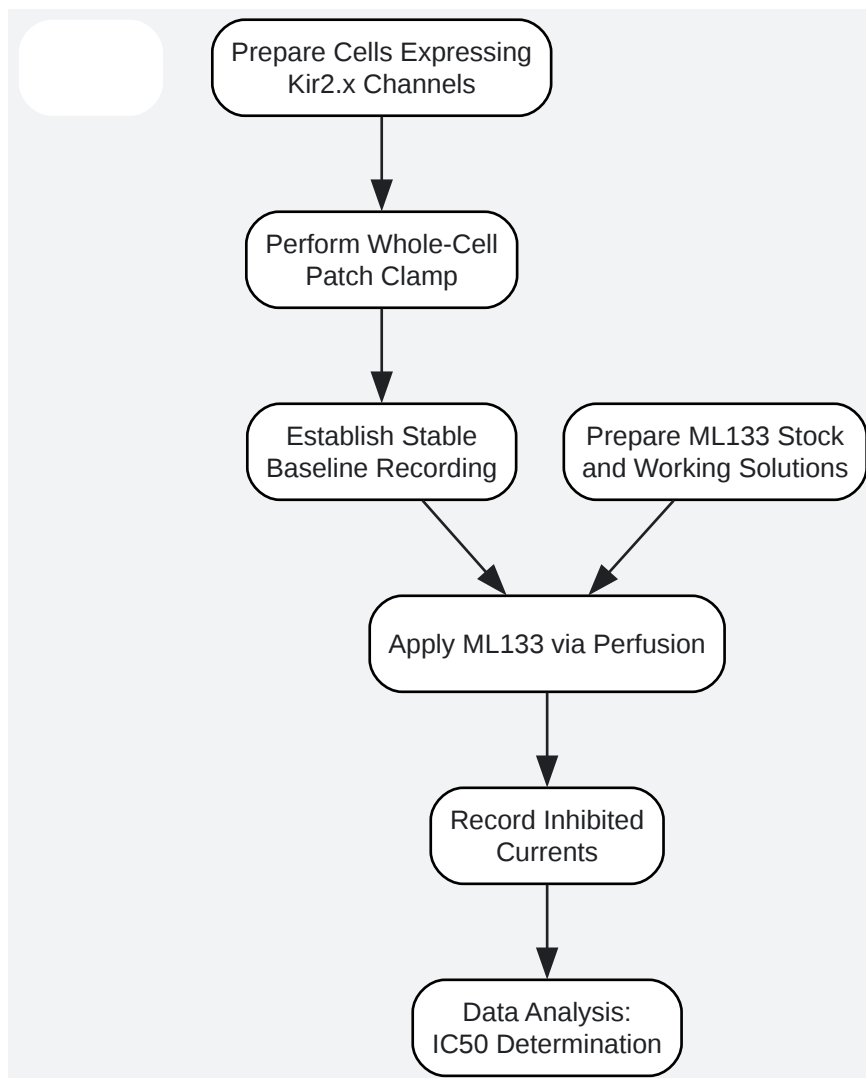 Prepare Cells Expressing
Kir2.x Channels
Perform Whole-Cell
Patch Clamp
Establish Stable
Baseline Recording
Prepare ML133 Stock
and Working Solutions
Apply ML133 via Perfusion
Record Inhibited
Currents
Data Analysis:
IC50 Determination